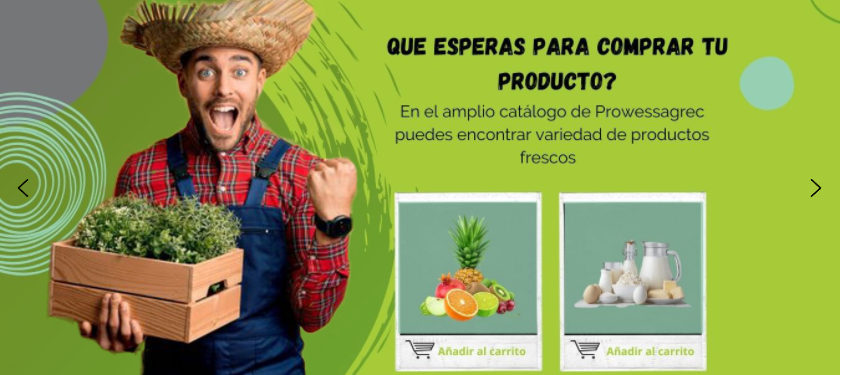 QUE ESPERAS PARA COMPRAR TU
PRODUCTO?
En el amplio catálogo de Prowessagrec
puedes encontrar variedad de productos
frescos
Añadir al carrito
Añadir al carrito